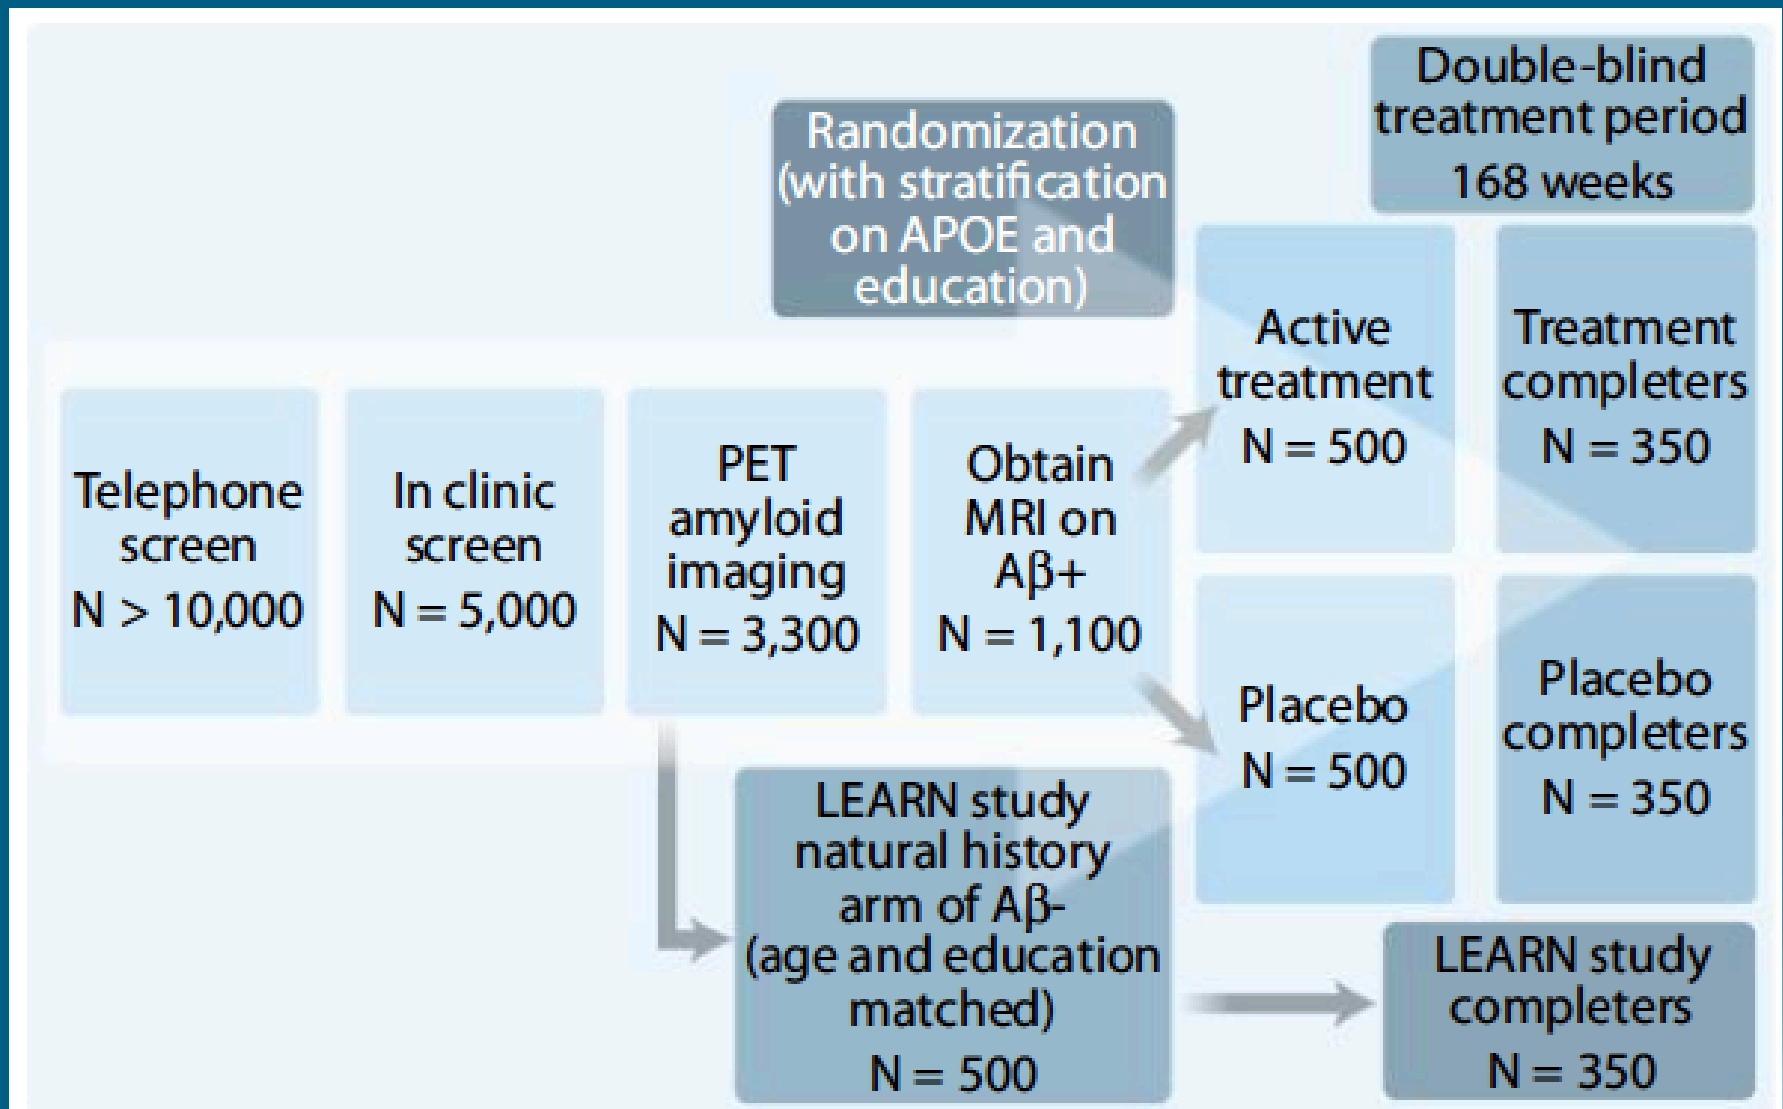 Double-blind
treatment period
168 weeks
Randomization
(with stratification
on APOE and
education)
Telephone
screen
N > 10,000
In clinic
screen
N = 5,000
PET
amyloid
imaging
N = 3,300
Obtain
MRI on
Aβ+
N = 1,100
Active
treatment
N = 500
Treatment
completers
N = 350
Placebo
N = 500
Placebo
completers
N = 350
LEARN study
natural history
arm of Aβ-
(age and education
matched)
N = 500
LEARN study
completers
N = 350